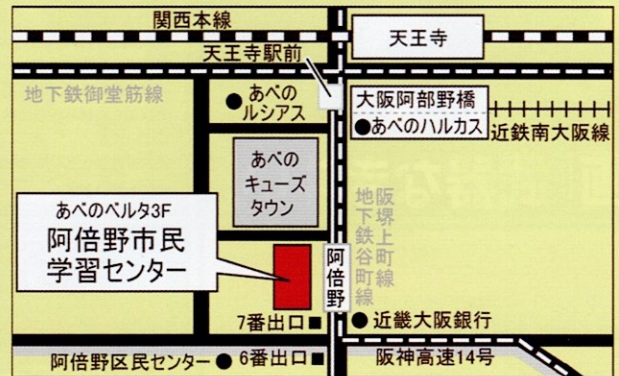 関西本線
天王寺
天王寺駅前
地下鉄御堂筋線
●あべの
ルシアス
大阪阿部野橋
●あべのハルカス
近鉄南大阪線
あべの
キューズ
タウン
あべのベルタ3F
阿倍野市民
学習センター
阿倍野
地下鉄谷町線
阪堺上町線
7番出口■
●近畿大阪銀行
阿倍野区民センター●
6番出口■
阪神高速14号